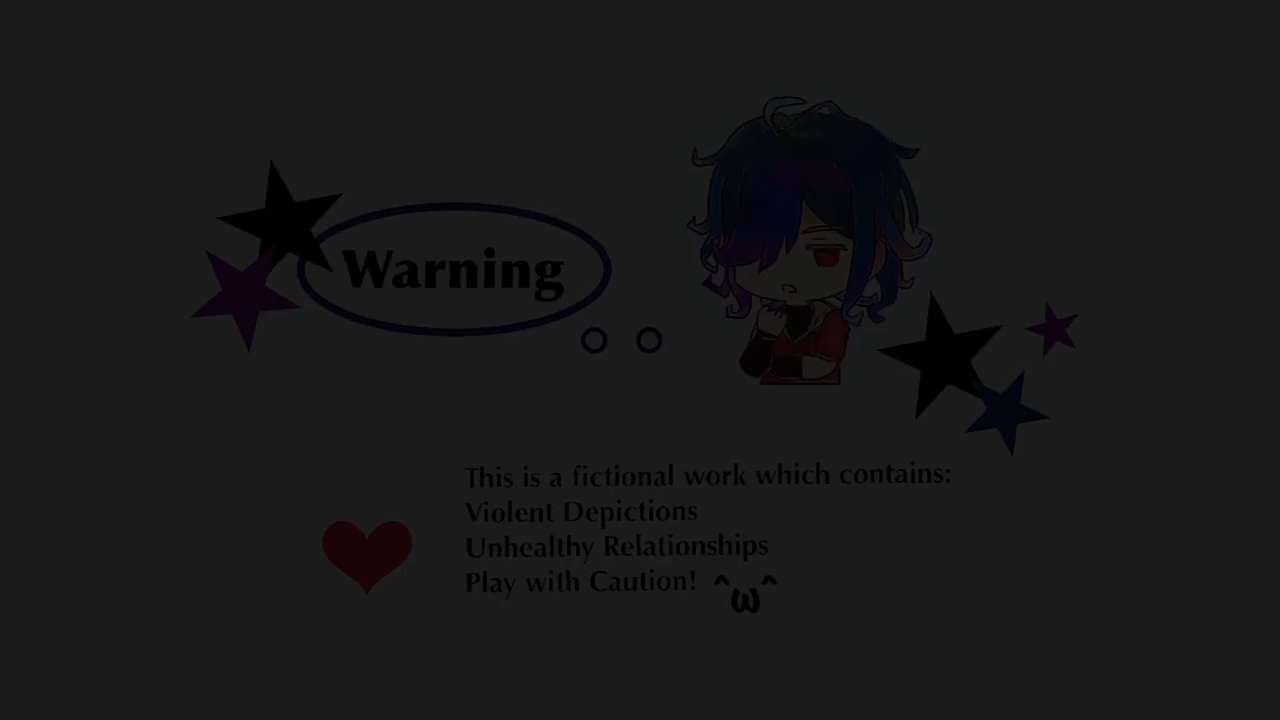 Warning
This is a fictional work which contains:
Violent Depictions
Unhealthy Relationships
Play with Caution! ^ω^